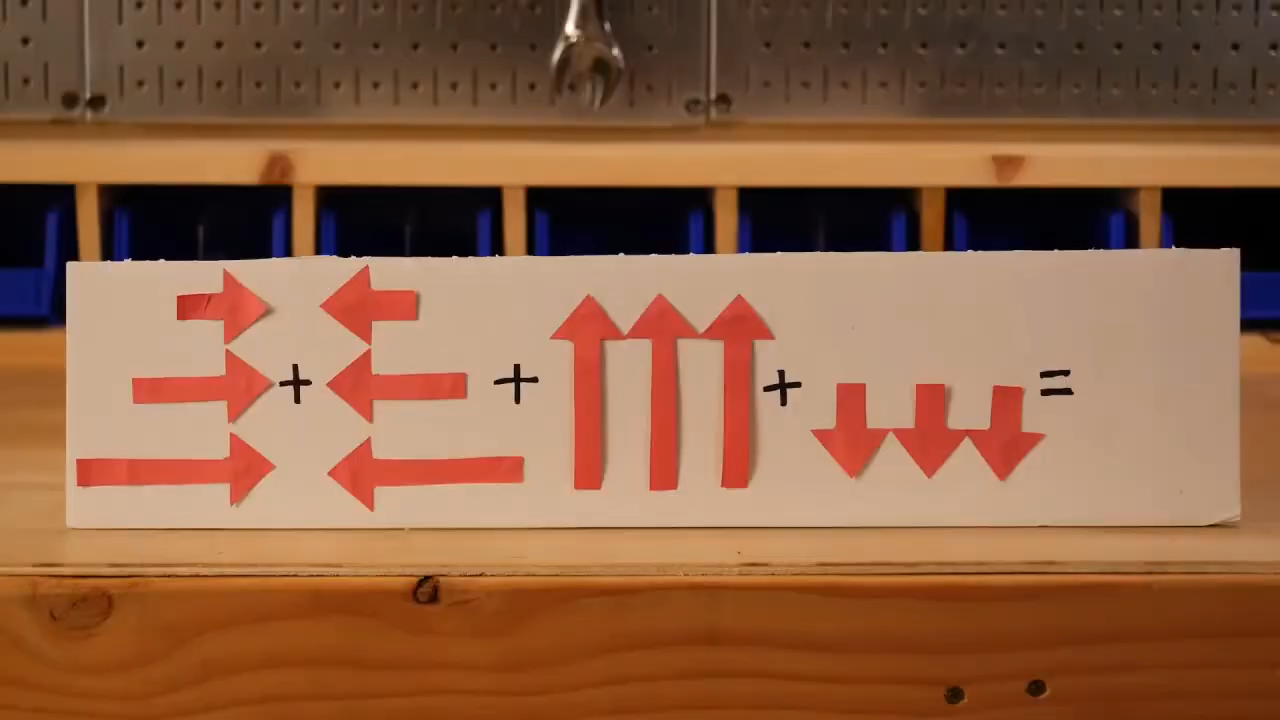 + + + =